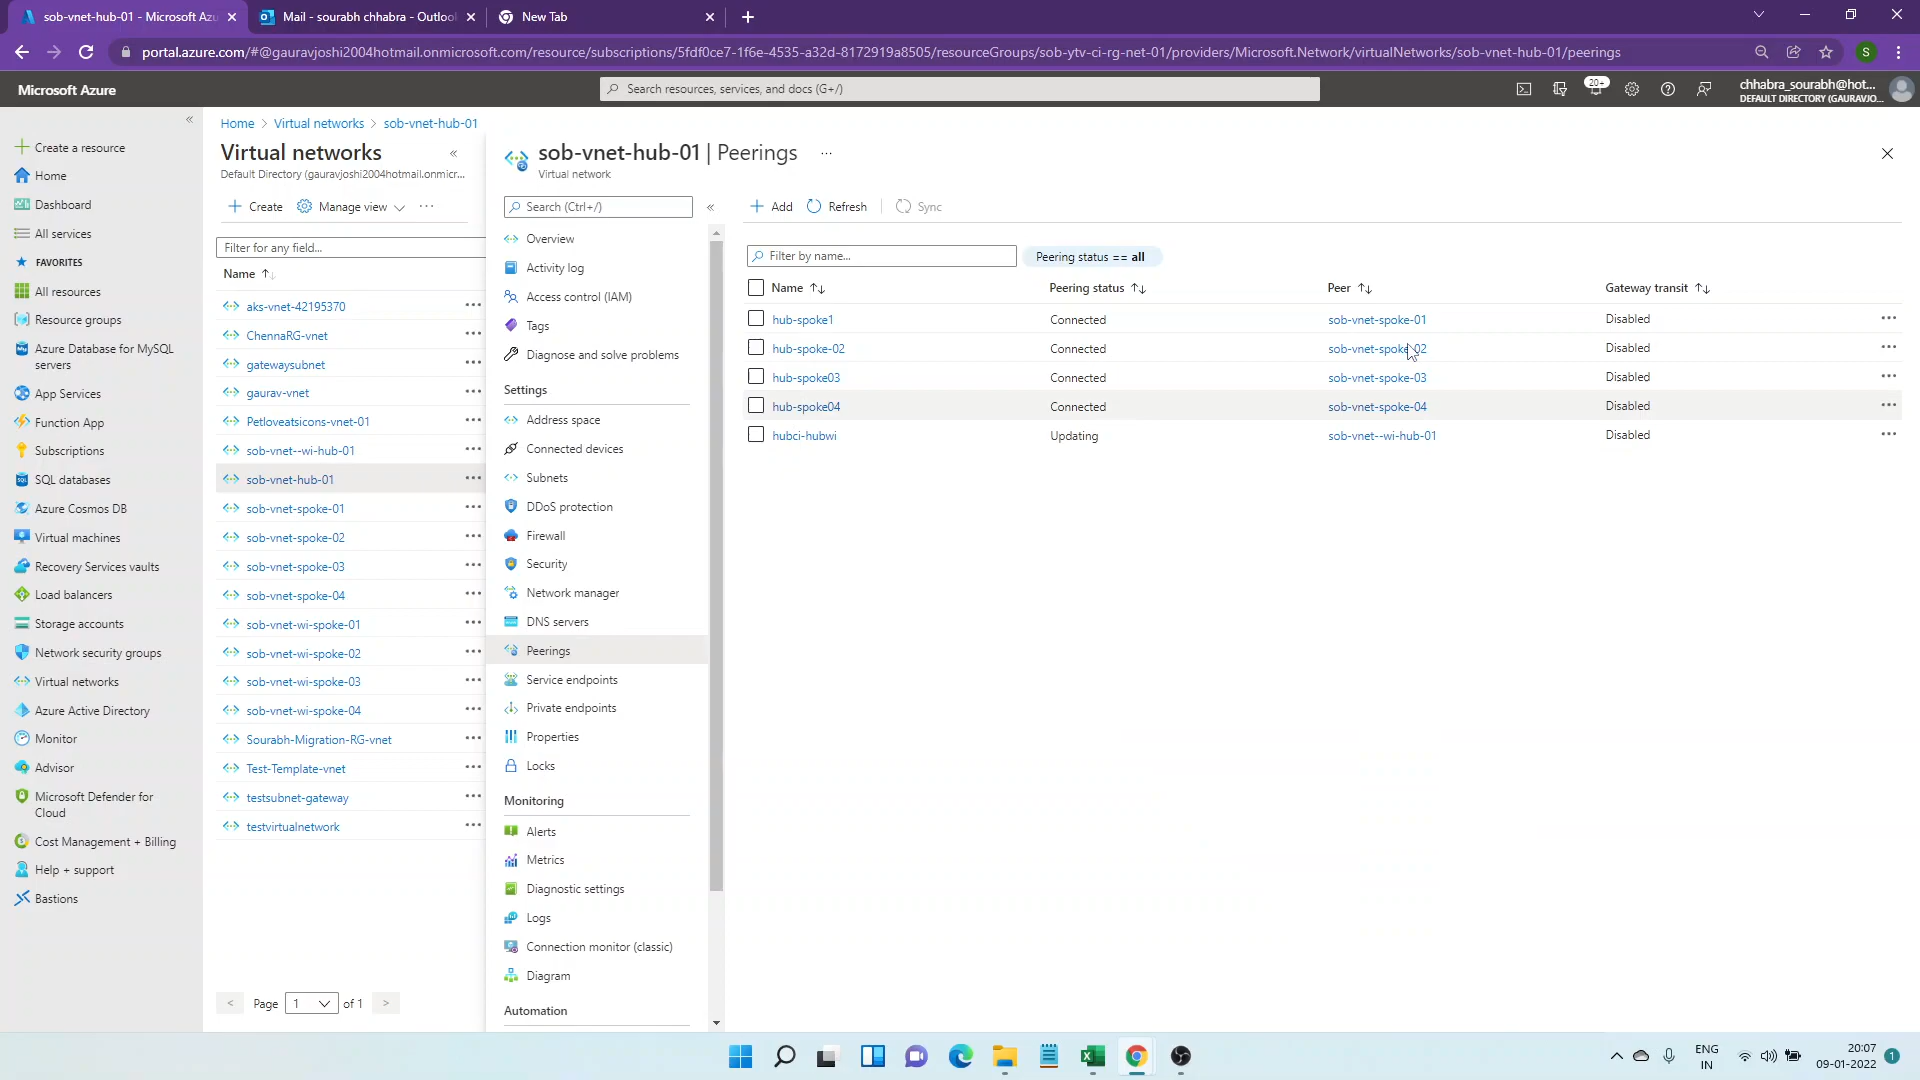 sob-vnet-hub-01 - Microsoft Azu
Mail - sourabh chhabra - Outlook
New Tab
portal.azure.com/#@gauravjoshi2004hotmail.onmicrosoft.com/resource/subscriptions/5fdf0ce7-1f6e-4535-a32d-8172919a8505/resourceGroups/sob-ytv-ci-rg-net-01/providers/Microsoft.Network/virtualNetworks/sob-vnet-hub-01/peerings
S
Microsoft Azure
Search resources, services, and docs (G+/)
20+
chhabra_sourabh@hot...
DEFAULT DIRECTORY (GAURAVJO...
Create a resource
Home
Dashboard
All services
FAVORITES
All resources
Resource groups
Azure Database for MySQL
servers
App Services
Function App
Subscriptions
SQL databases
Azure Cosmos DB
Virtual machines
Recovery Services vaults
Load balancers
Storage accounts
Network security groups
Virtual networks
Azure Active Directory
Monitor
Advisor
Microsoft Defender for
Cloud
Cost Management + Billing
Help + support
Bastions
Home > Virtual networks > sob-vnet-hub-01
Virtual networks
Default Directory (gauravjoshi2004hotmail.onmicr...
Create
Manage view
Filter for any field...
Name
aks-vnet-42195370
ChennaRG-vnet
gatewaysubnet
gaurav-vnet
Petloveatsicons-vnet-01
sob-vnet--wi-hub-01
sob-vnet-hub-01
sob-vnet-spoke-01
sob-vnet-spoke-02
sob-vnet-spoke-03
sob-vnet-spoke-04
sob-vnet-wi-spoke-01
sob-vnet-wi-spoke-02
sob-vnet-wi-spoke-03
sob-vnet-wi-spoke-04
Sourabh-Migration-RG-vnet
Test-Template-vnet
testsubnet-gateway
testvirtualnetwork
< Page 1 of 1 >
sob-vnet-hub-01 | Peerings
Virtual network
Search (Ctrl+/)
Overview
Activity log
Access control (IAM)
Tags
Diagnose and solve problems
Settings
Address space
Connected devices
Subnets
DDoS protection
Firewall
Security
Network manager
DNS servers
Peerings
Service endpoints
Private endpoints
Properties
Locks
Monitoring
Alerts
Metrics
Diagnostic settings
Logs
Connection monitor (classic)
Diagram
Automation
Add
Refresh
Sync
Filter by name...
Peering status == all
Name Peering status Peer Gateway transit
hub-spoke1 Connected sob-vnet-spoke-01 Disabled
hub-spoke-02 Connected sob-vnet-spoke-02 Disabled
hub-spoke03 Connected sob-vnet-spoke-03 Disabled
hub-spoke04 Connected sob-vnet-spoke-04 Disabled
hubci-hubwi Updating sob-vnet--wi-hub-01 Disabled
ENG
IN
20:07
09-01-2022
1